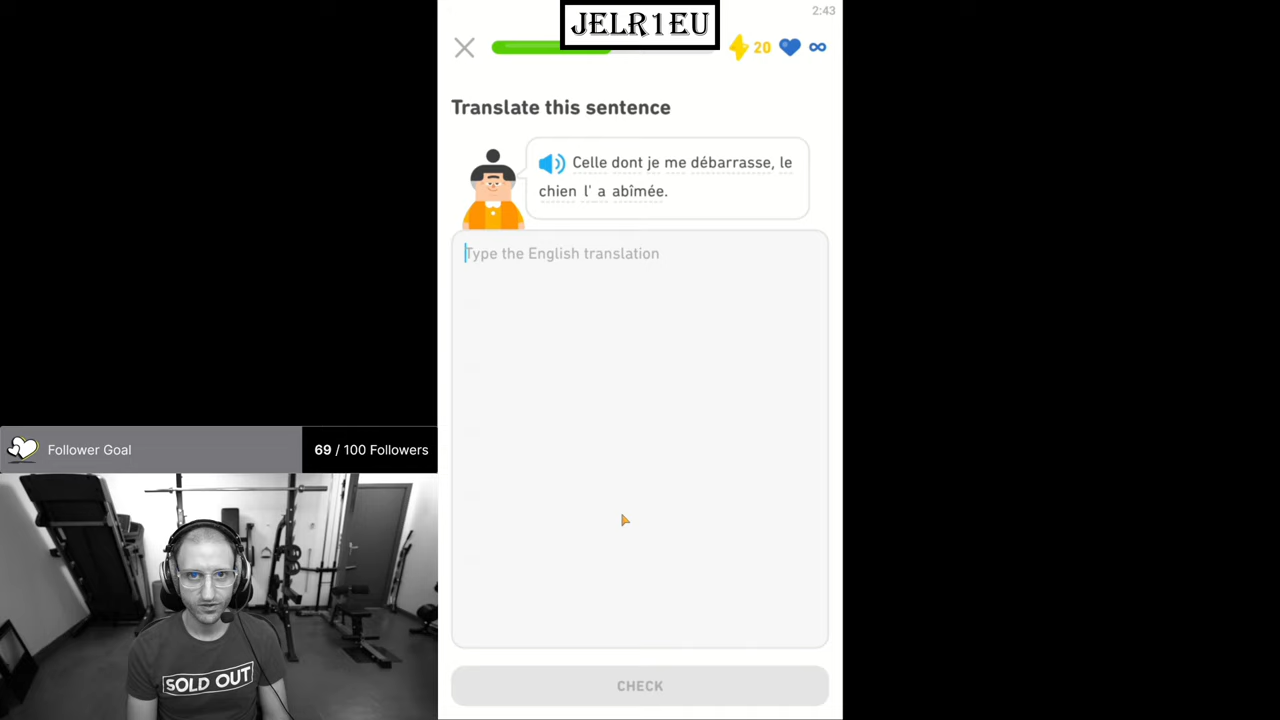 JELR1EU
2:43
20
Translate this sentence
Celle dont je me débarrasse, le
chien l' a abîmée.
Type the English translation
Follower Goal
69 / 100 Followers
SOLD OUT
CHECK